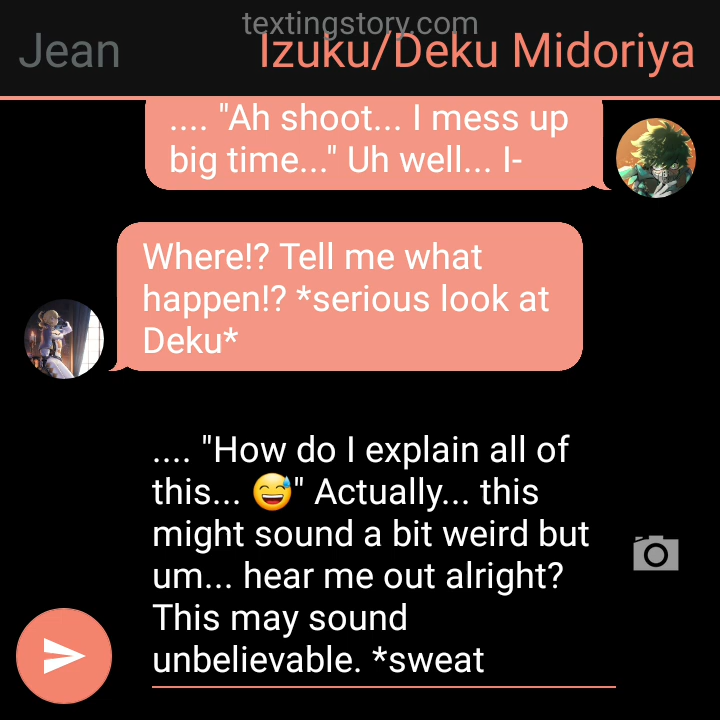 textingstory.com
Jean Izuku/Deku Midoriya
.... "Ah shoot... I mess up
big time..." Uh well... I-
Where!? Tell me what
happen!? *serious look at
Deku*
.... "How do I explain all of
this... 😅" Actually... this
might sound a bit weird but
um... hear me out alright?
This may sound
unbelievable. *sweat